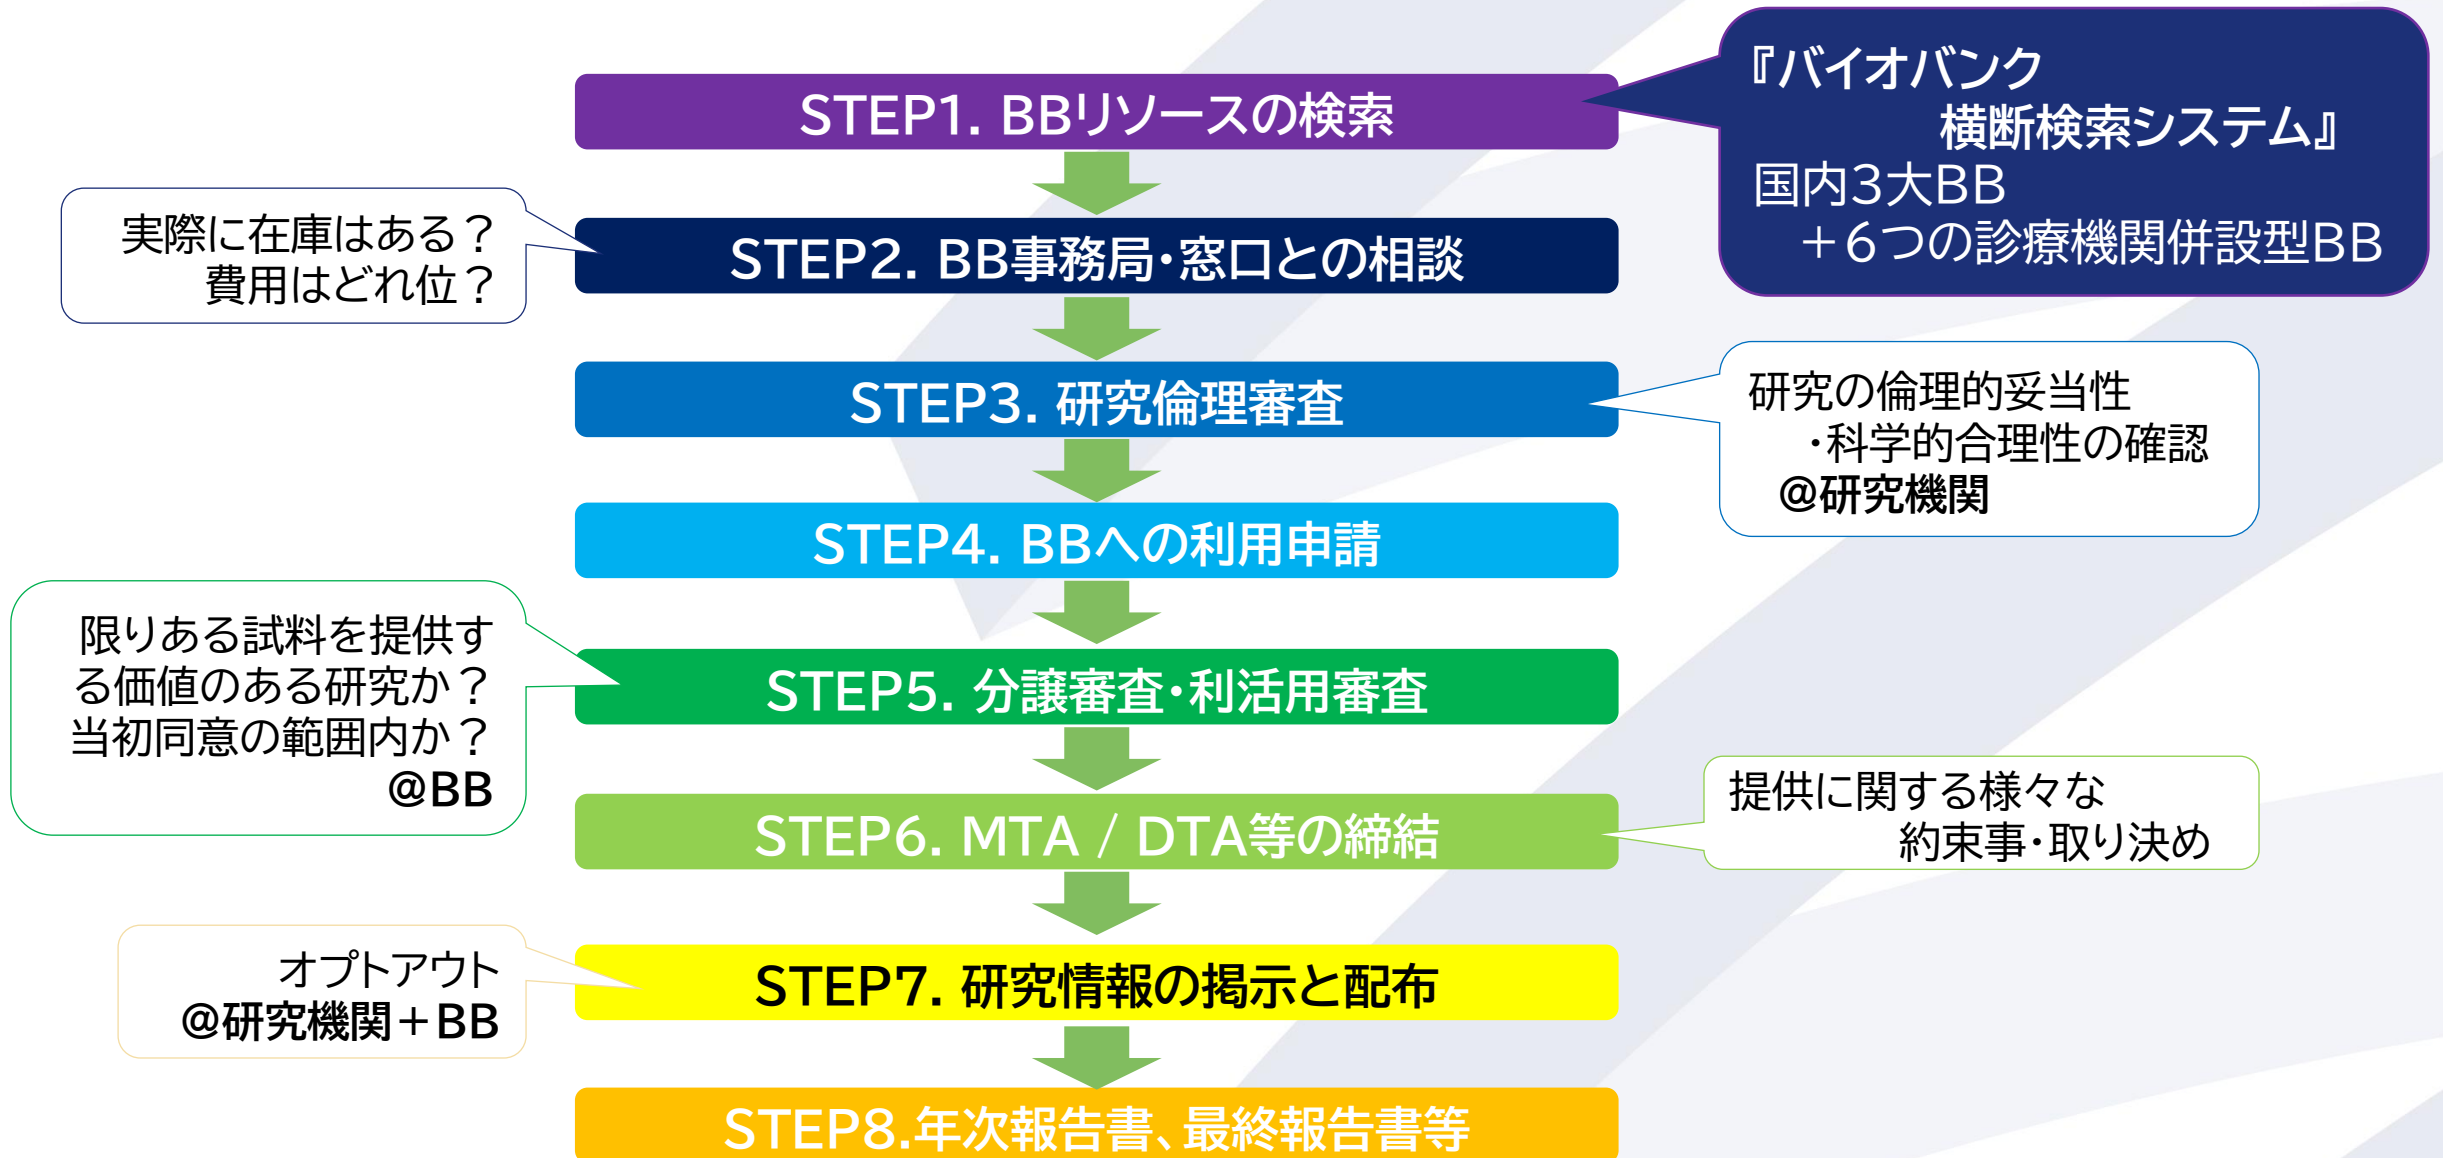 『バイオバンク
横断検索システム』
国内3大BB
＋6つの診療機関併設型BB
STEP1. BBリソースの検索
実際に在庫はある？
費用はどれ位？
STEP2. BB事務局・窓口との相談
STEP3. 研究倫理審査
研究の倫理的妥当性
・科学的合理性の確認
@研究機関
STEP4. BBへの利用申請
限りある試料を提供す
る価値のある研究か？
当初同意の範囲内か？
@BB
STEP5. 分譲審査・利活用審査
STEP6. MTA / DTA等の締結
提供に関する様々な
約束事・取り決め
オプトアウト
@研究機関＋BB
STEP7. 研究情報の掲示と配布
STEP8.年次報告書、最終報告書等